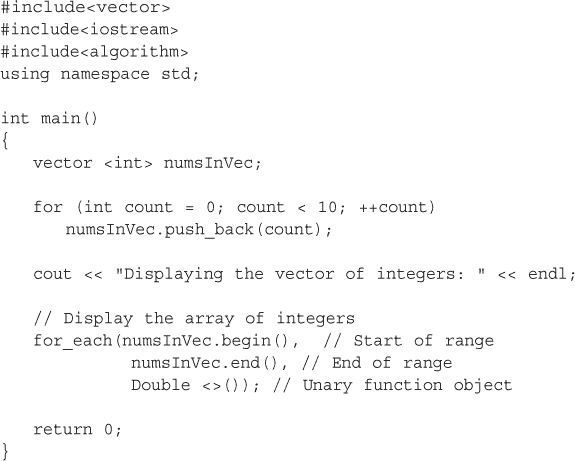 #include<vector>
#include<iostream>
#include<algorithm>
using namespace std;
int main()
{
vector <int> numsInVec;
for (int count = 0; count < 10; ++count)
numsInVec.push_back(count);
cout << "Displaying the vector of integers: " << endl;
// Display the array of integers
for_each(numsInVec.begin(), // Start of range
numsInVec.end(), // End of range
Double <>()); // Unary function object
return 0;
}